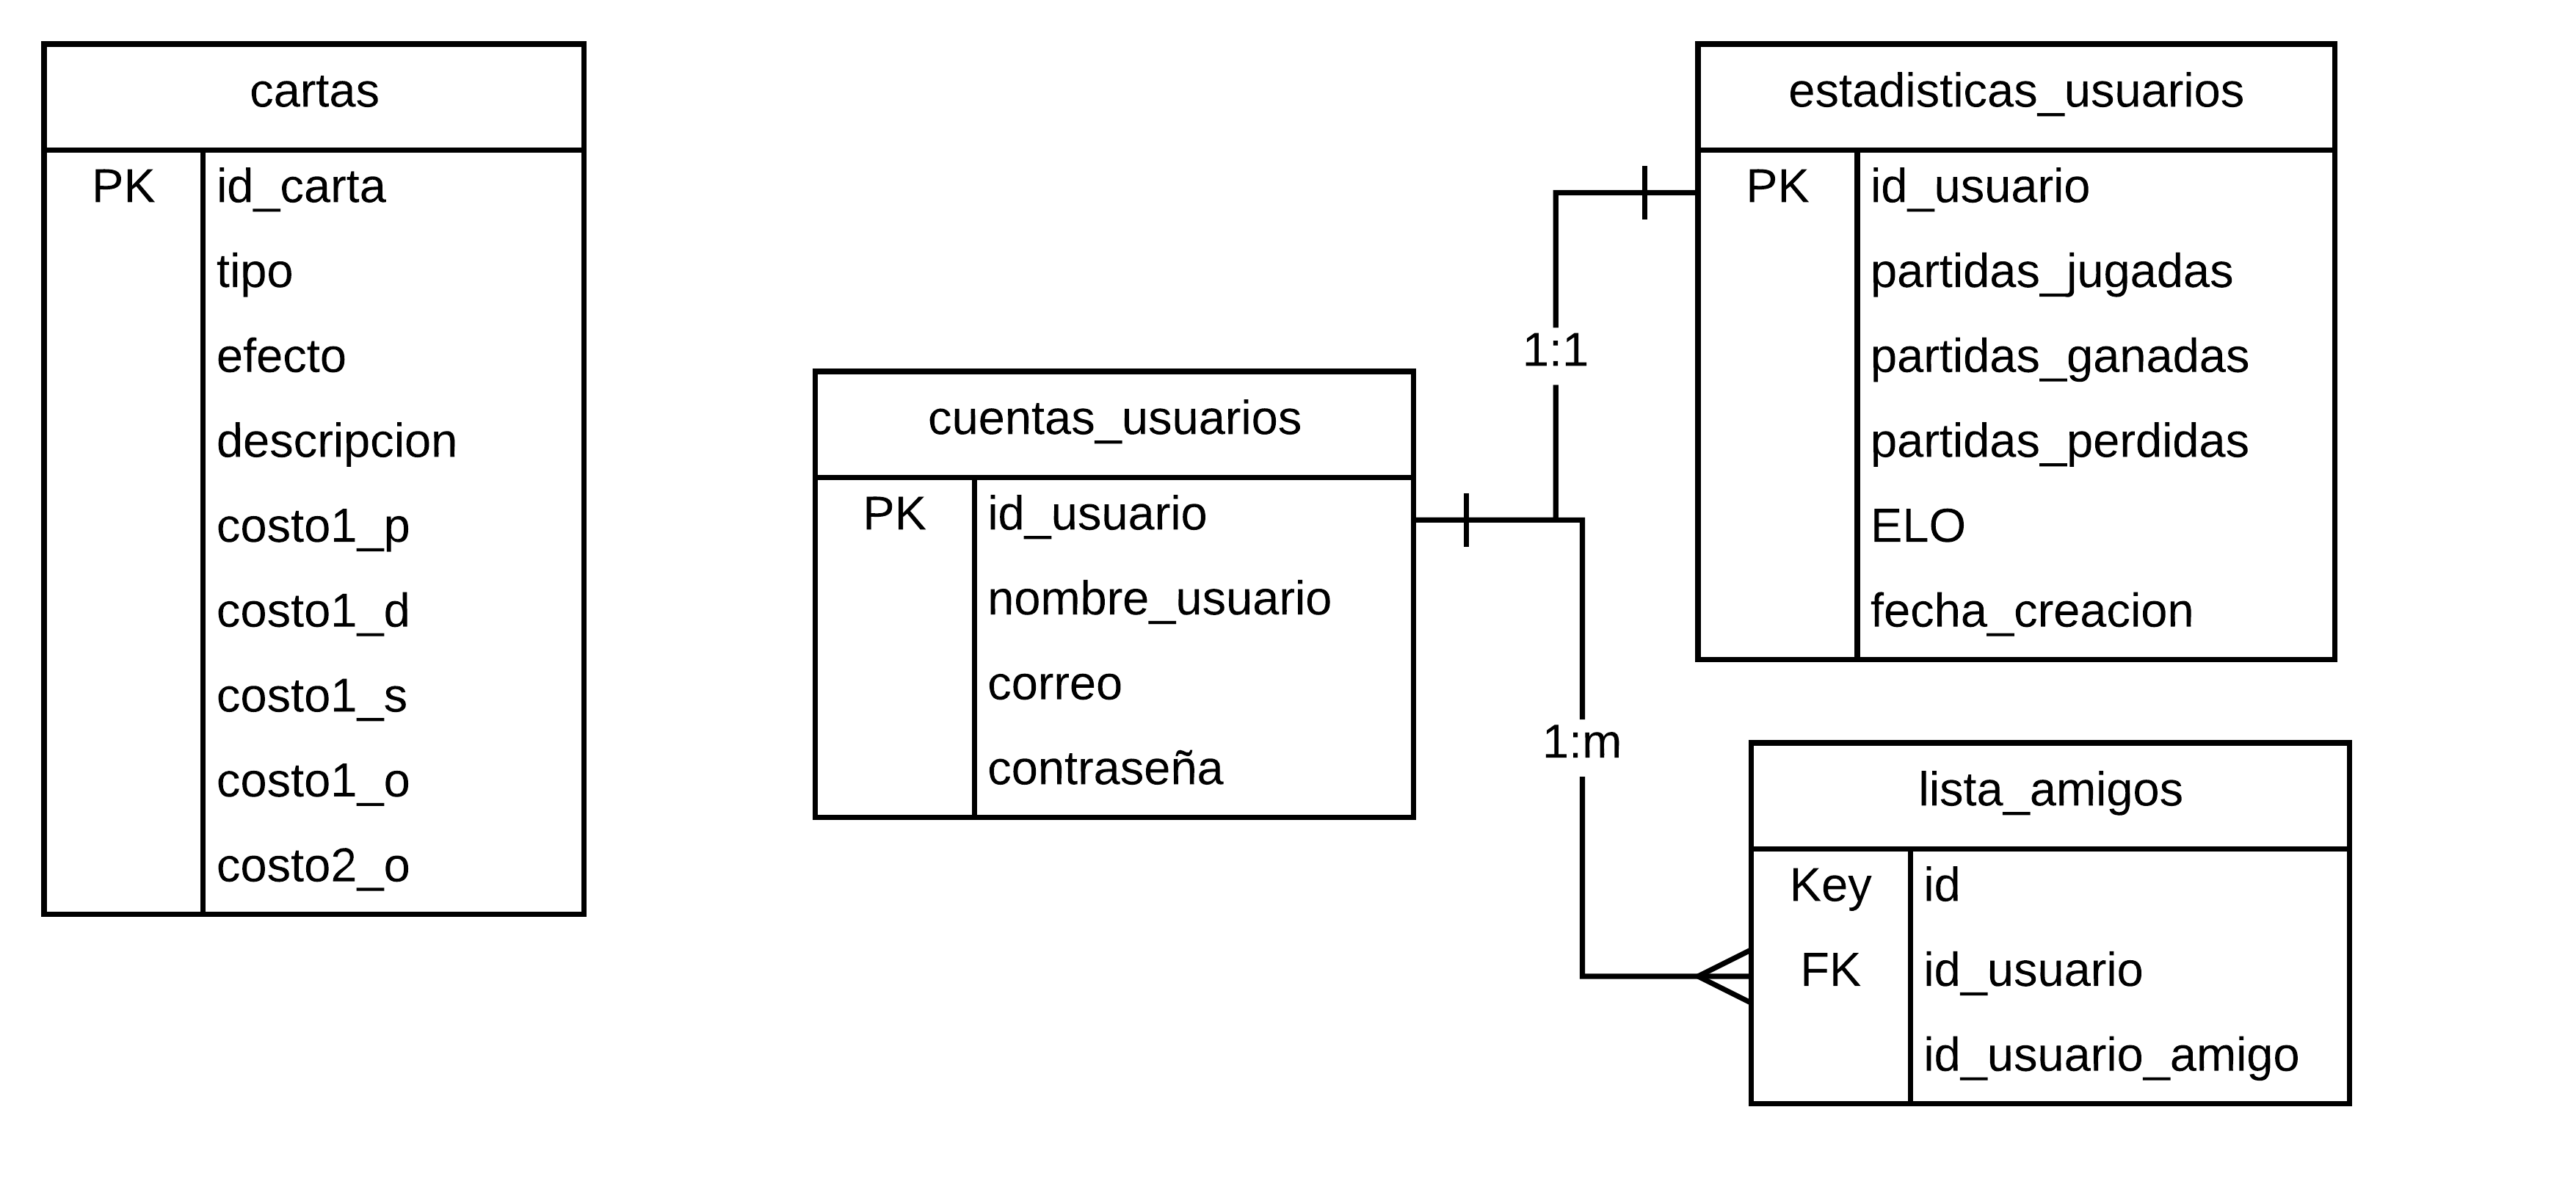 cartas
PK id_carta
tipo
efecto
descripcion
costo1_p
costo1_d
costo1_s
costo1_o
costo2_o
cuentas_usuarios
PK id_usuario
nombre_usuario
correo
contraseña
1:1
1:m
estadisticas_usuarios
PK id_usuario
partidas_jugadas
partidas_ganadas
partidas_perdidas
ELO
fecha_creacion
lista_amigos
Key id
FK id_usuario
id_usuario_amigo